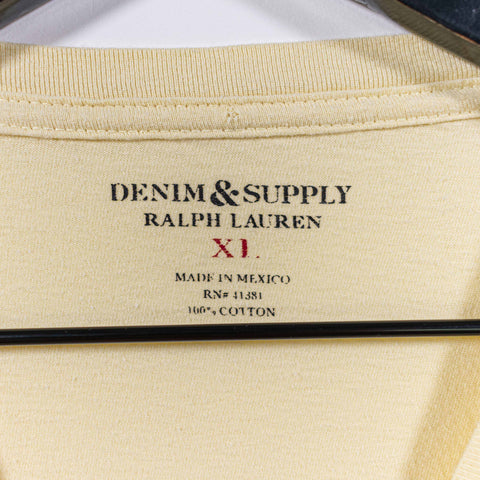 DENIM & SUPPLY
RALPH LAUREN
XL
MADE IN MEXICO
RN# 41381
100% COTTON